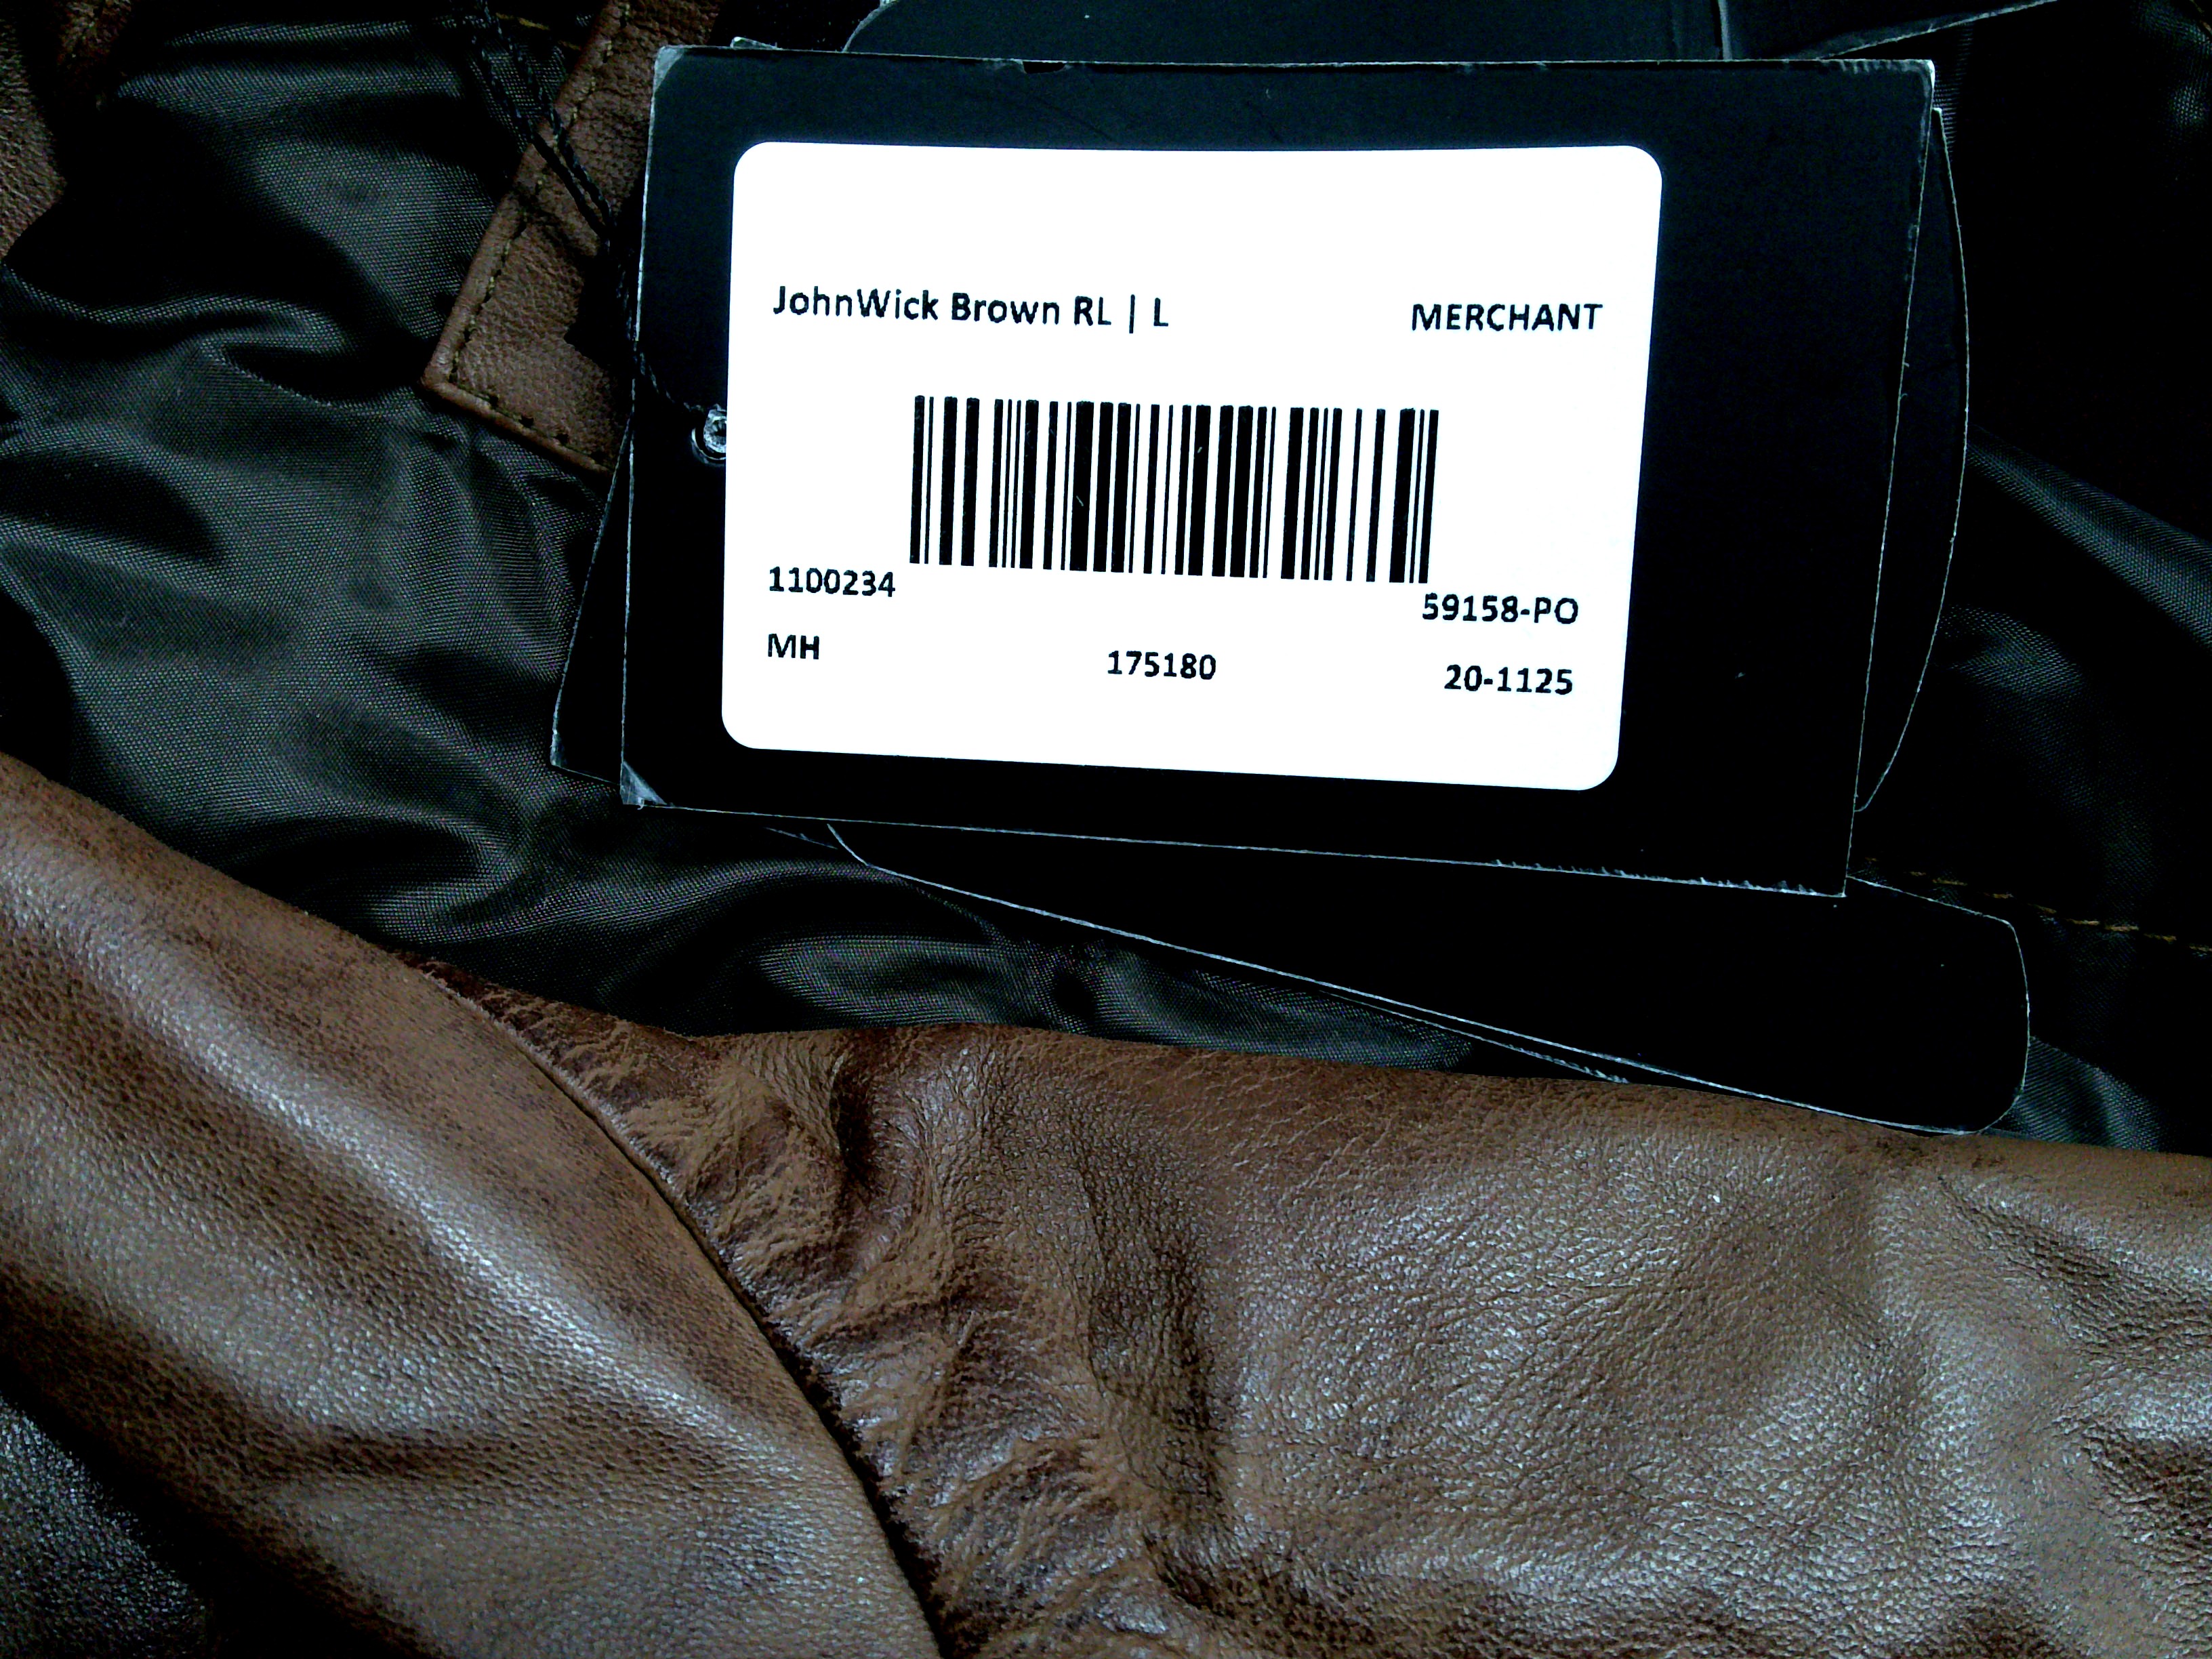 JohnWick Brown RL | L MERCHANT
1100234 59158-PO
MH 175180 20-1125